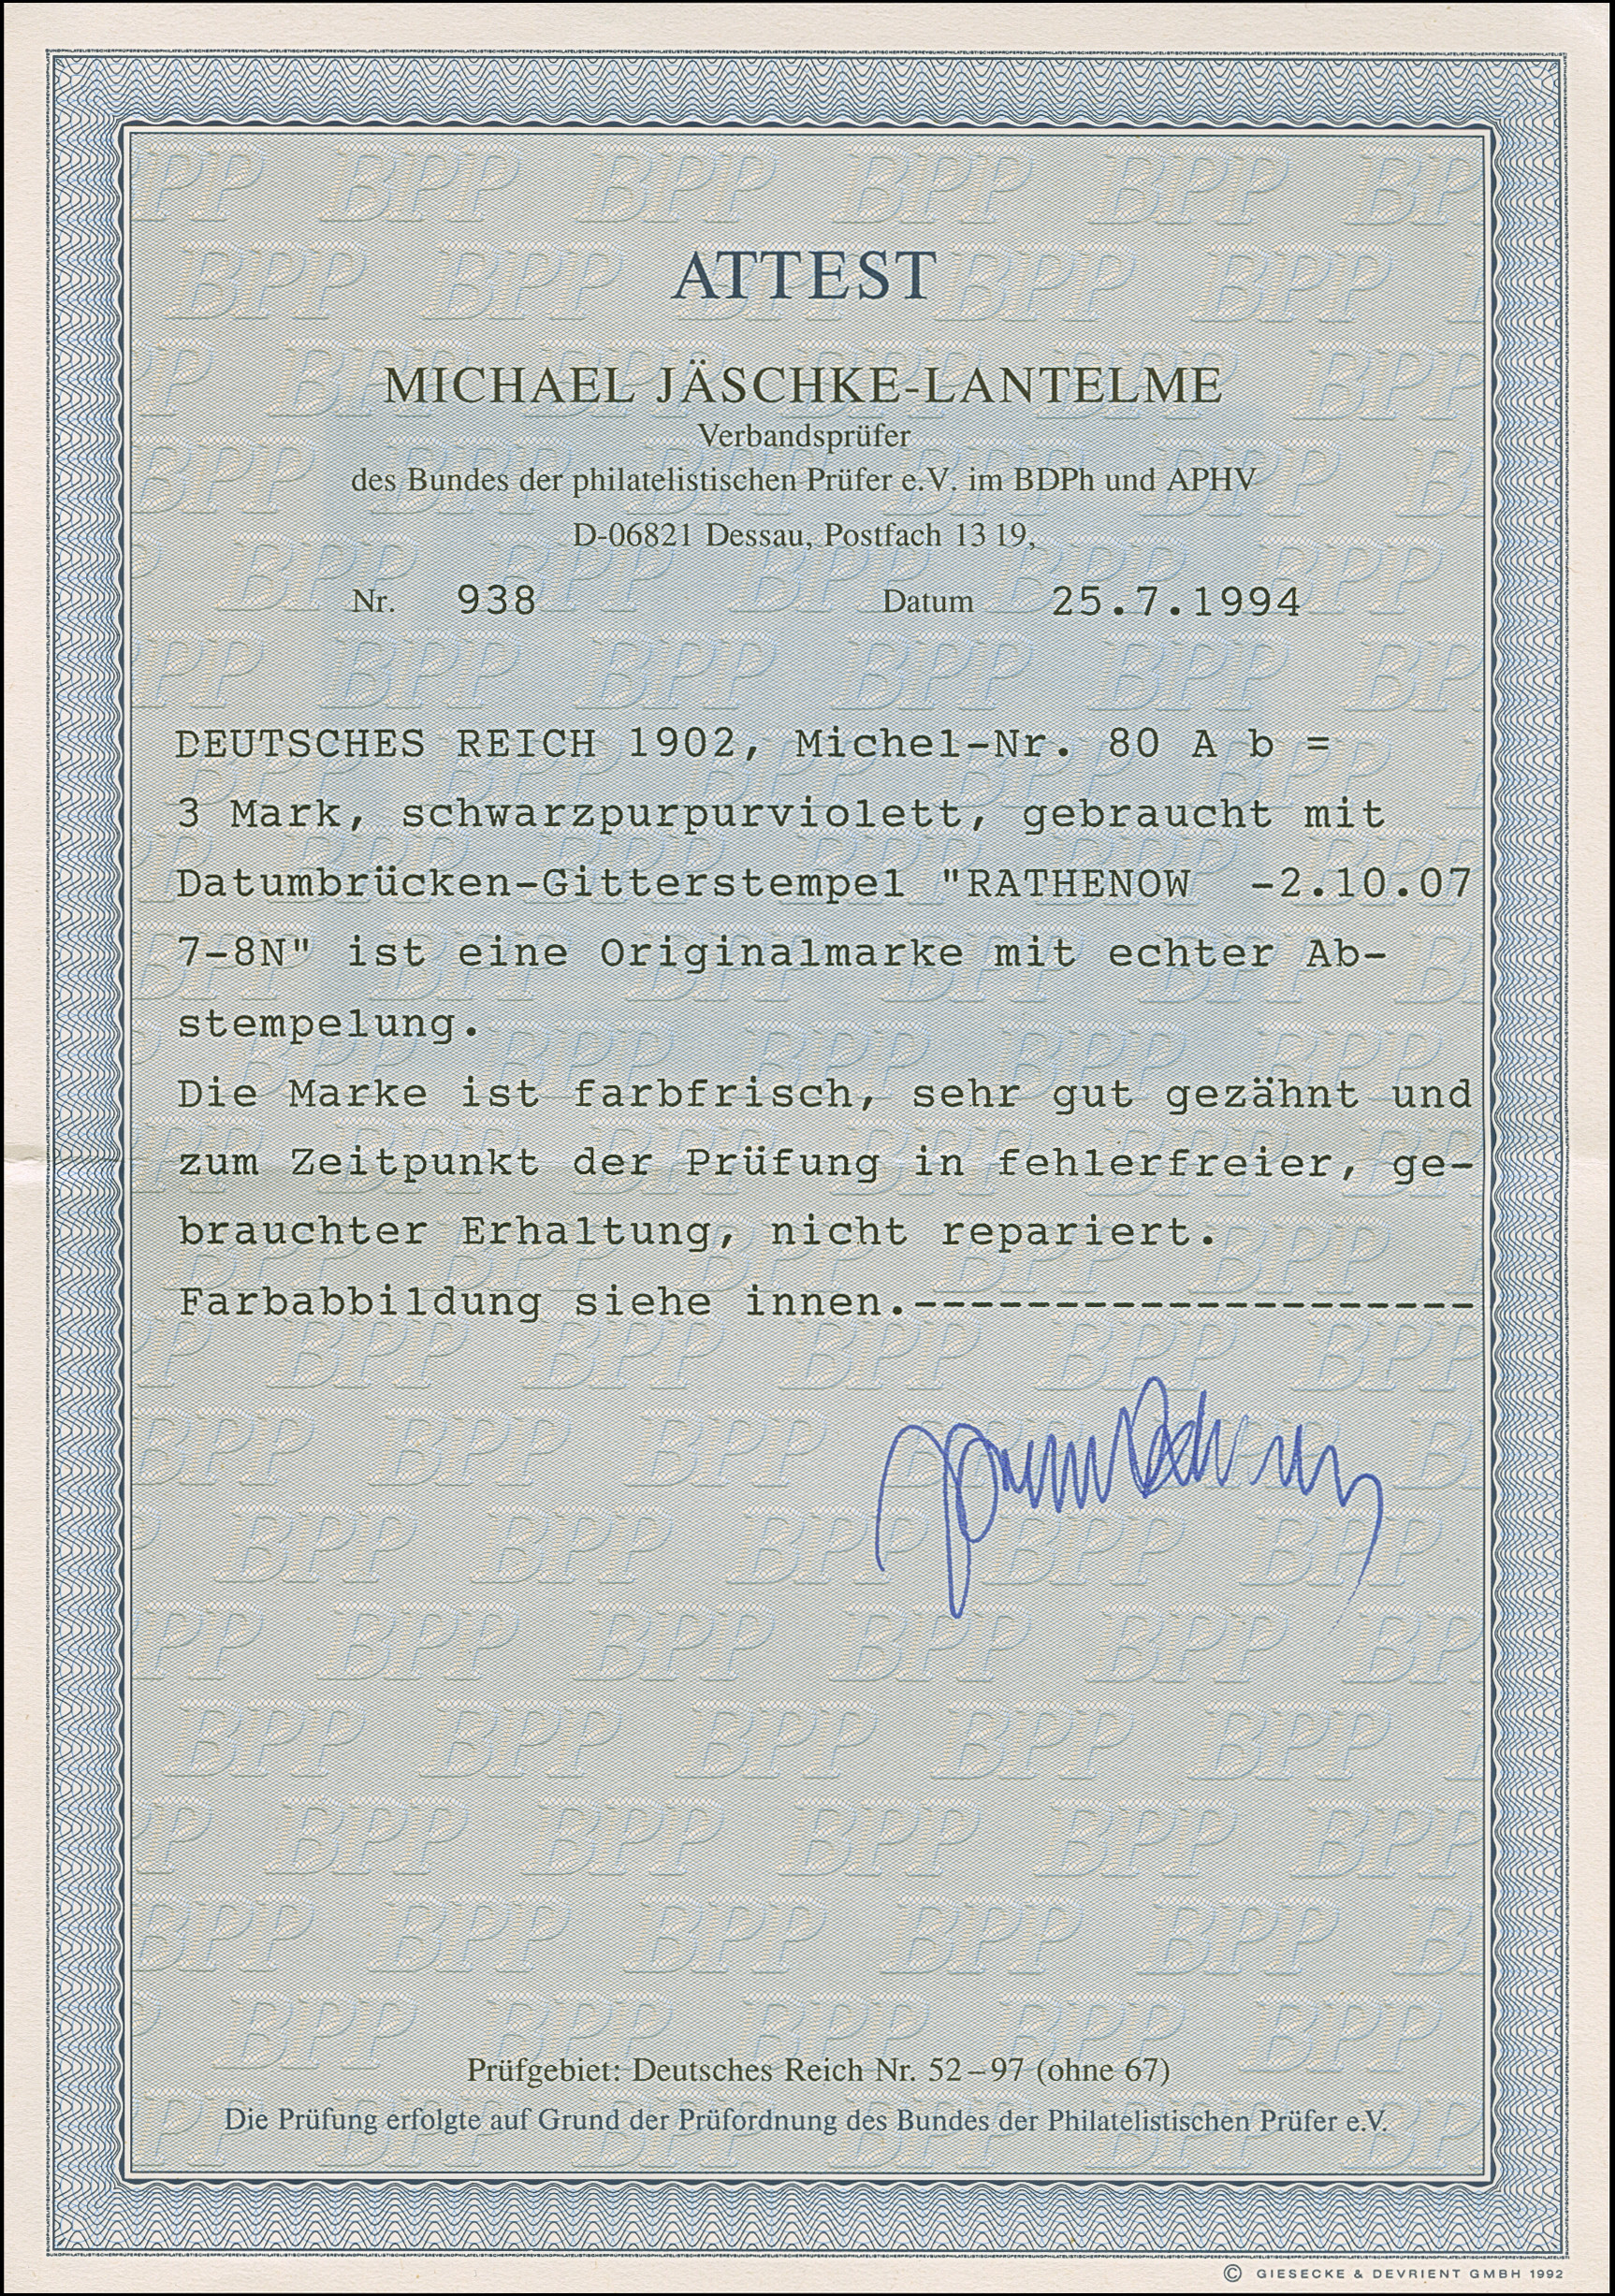 ATTEST
MICHAEL JÄSCHKE-LANTELME
Verbandsprüfer
des Bundes der philatelistischen Prüfer e.V. im BDPh und APHV
D-06821 Dessau, Postfach 13 19,
Nr. 938 Datum 25.7.1994
DEUTSCHES REICH 1902, Michel-Nr. 80 A b =
3 Mark, schwarzpurpurviolett, gebraucht mit
Datumbrücken-Gitterstempel "RATHENOW -2.10.07
7-8N" ist eine Originalmarke mit echter Ab-
stempelung.
Die Marke ist farbfrisch, sehr gut gezähnt und
zum Zeitpunkt der Prüfung in fehlerfreier, ge-
brauchter Erhaltung, nicht repariert.
Farbabbildung siehe innen.--------------------
Prüfgebiet: Deutsches Reich Nr. 52–97 (ohne 67)
Die Prüfung erfolgte auf Grund der Prüfordnung des Bundes der Philatelistischen Prüfer e.V.
© GIESECKE & DEVRIENT GMBH 1992